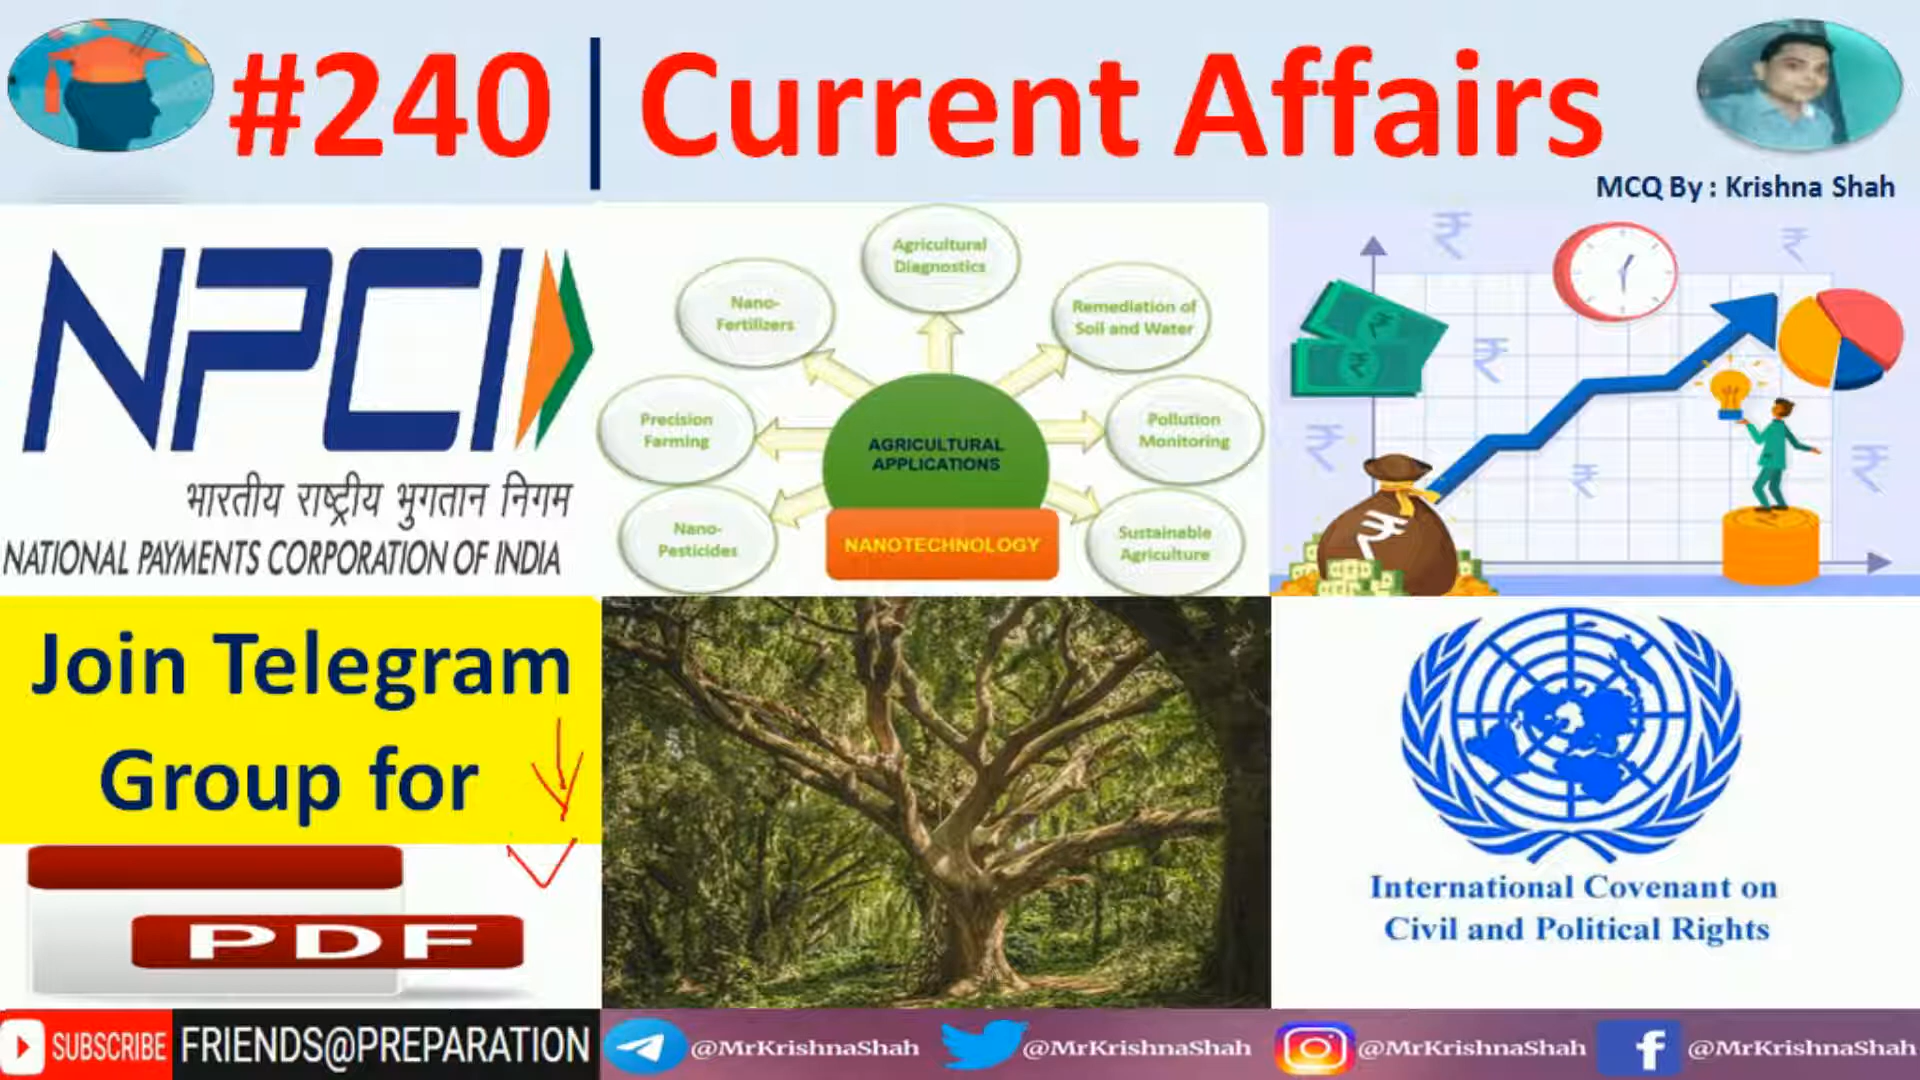 #240 | Current Affairs
MCQ By : Krishna Shah
NPCI
भारतीय राष्ट्रीय भुगतान निगम
NATIONAL PAYMENTS CORPORATION OF INDIA
Agricultural
Diagnostics
Nano-
Fertilizers
Remediation of
Soil and Water
Precision
Farming
Pollution
Monitoring
AGRICULTURAL
APPLICATIONS
Nano-
Pesticides
Sustainable
Agriculture
NANOTECHNOLOGY
₹
₹
₹
₹
₹
₹
₹
₹
₹
Join Telegram
Group for
PDF
International Covenant on
Civil and Political Rights
SUBSCRIBE
FRIENDS@PREPARATION
@MrKrishnaShah
@MrKrishnaShah
@MrKrishnaShah
f @MrKrishnaShah